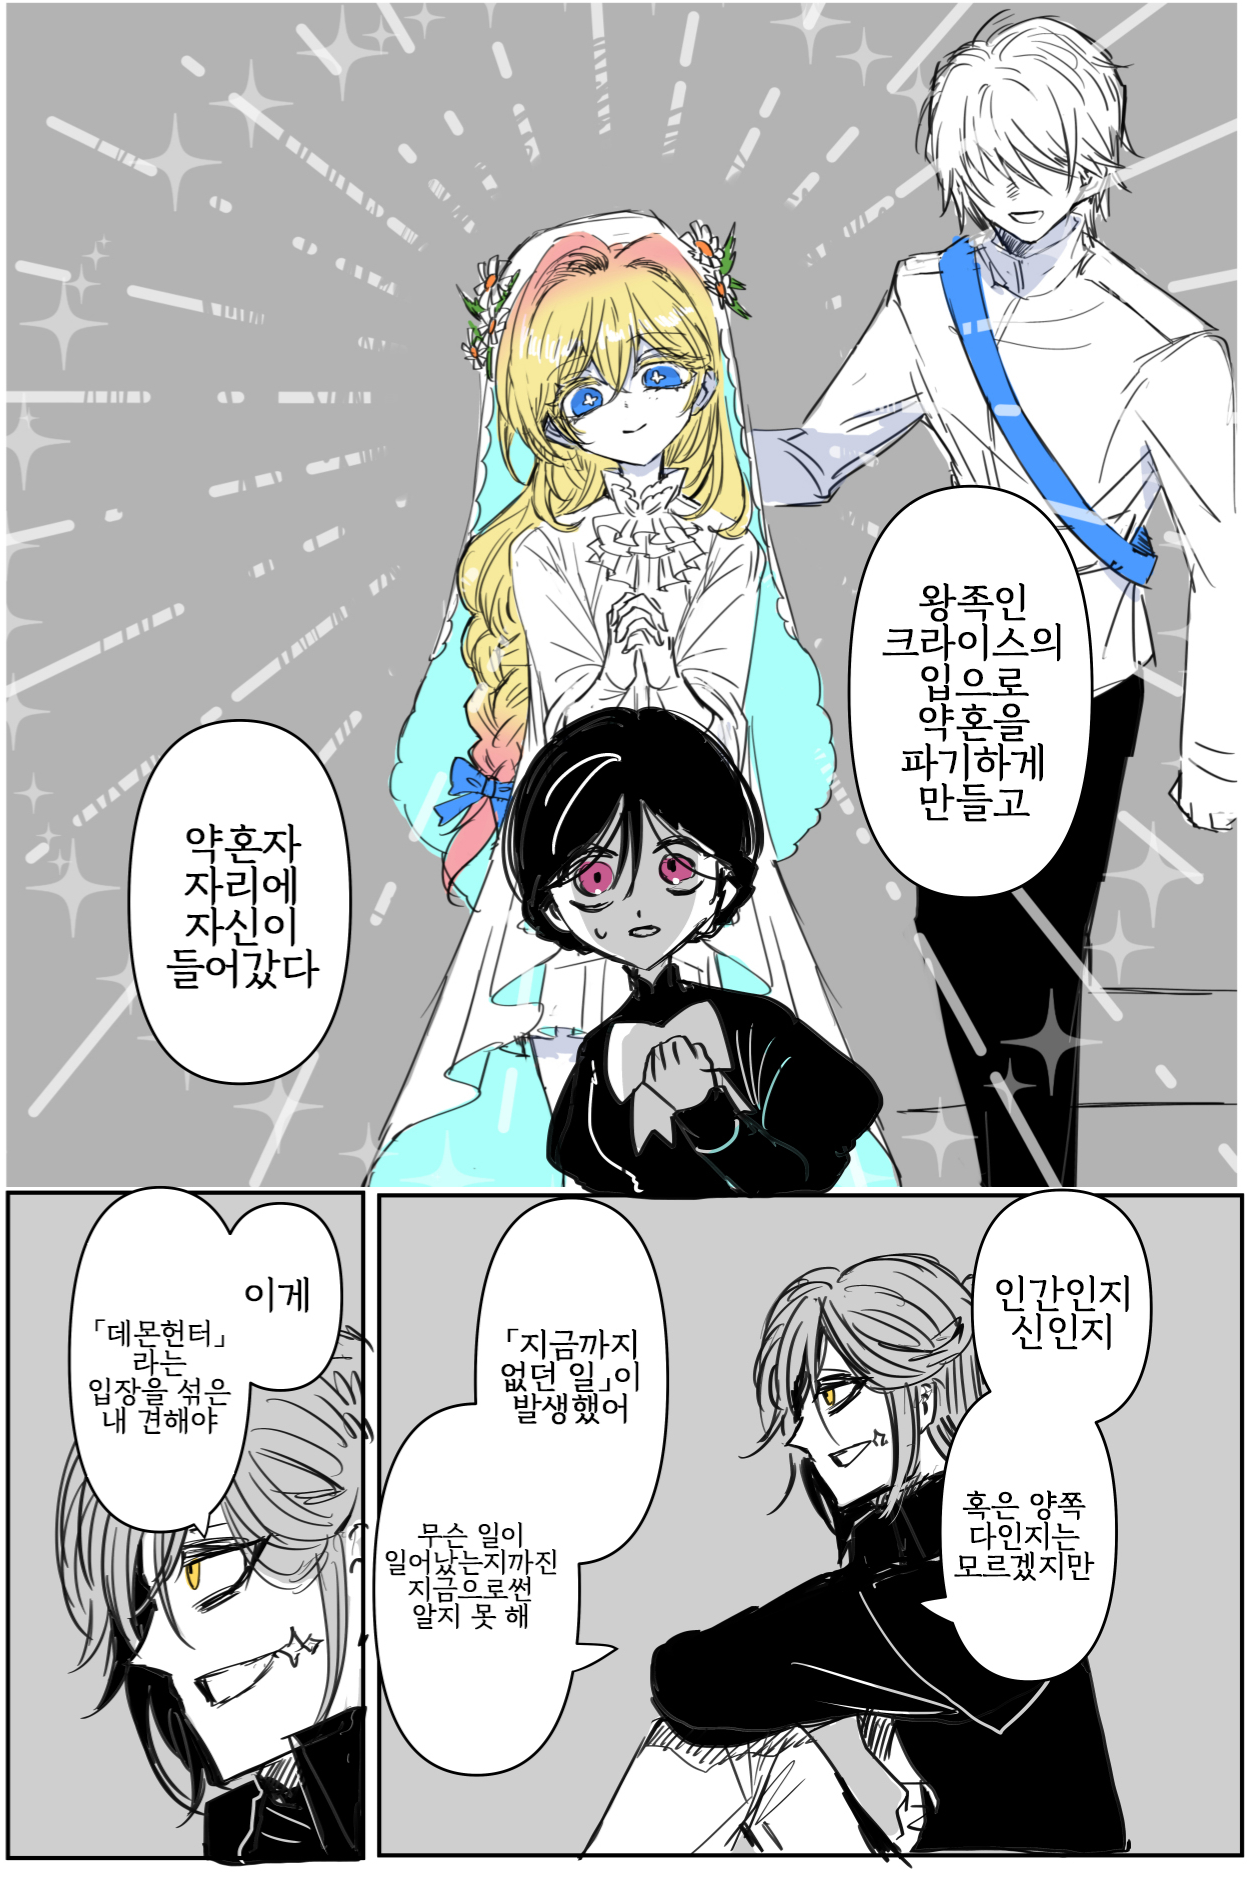 왕족인
크라이스의
입으로
약혼을
파기하게
만들고
약혼자
자리에
자신이
들어갔다
인간인지
신인지
혹은 양쪽
다인지는
모르겠지만
「지금까지
없던 일」이
발생했어
무슨 일이
일어났는지까진
지금으로썬
알지 못 해
이게
「데몬헌터」
라는
입장을 섞은
내 견해야